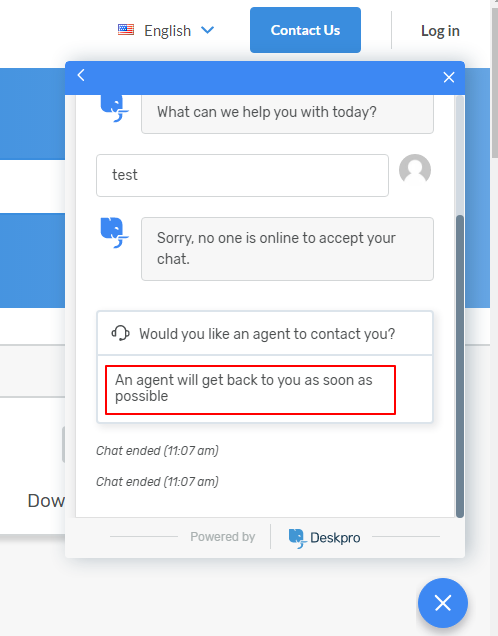 English
Contact Us
Log in
What can we help you with today?
test
Sorry, no one is online to accept your
chat.
Would you like an agent to contact you?
An agent will get back to you as soon as
possible
Chat ended (11:07 am)
Chat ended (11:07 am)
Dow
Powered by
Deskpro